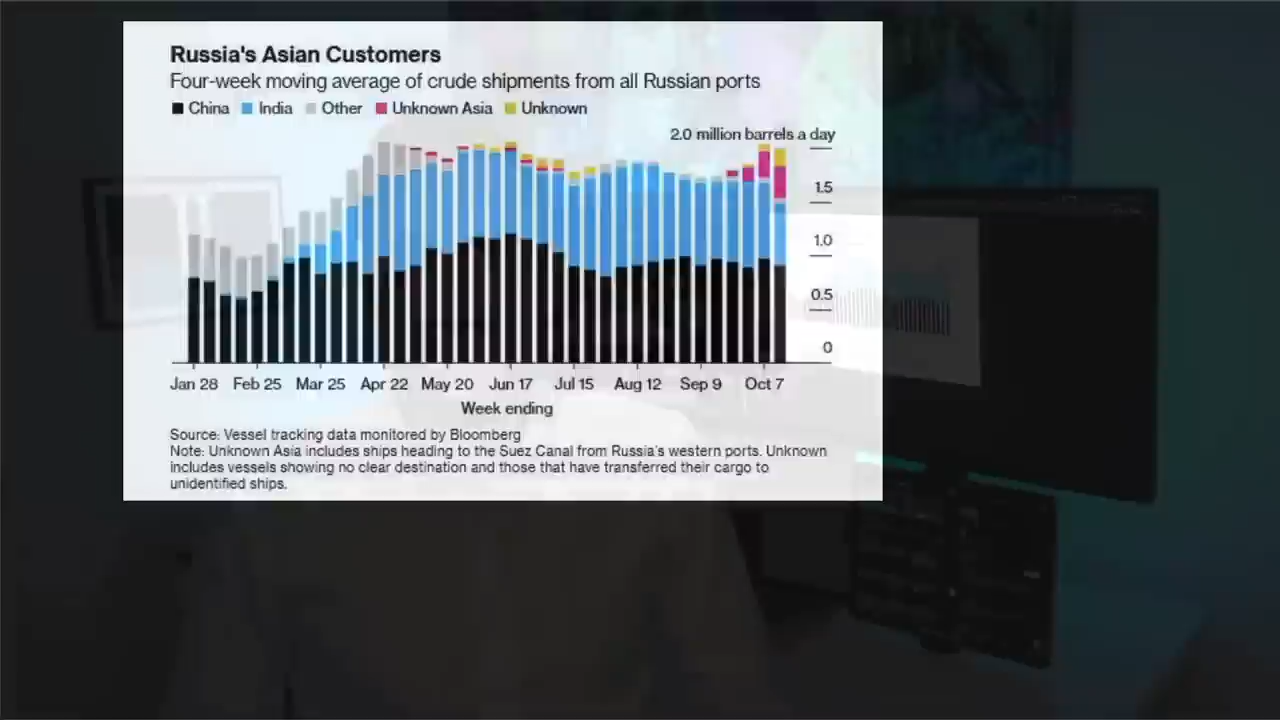 Russia's Asian Customers
Four-week moving average of crude shipments from all Russian ports
China India Other Unknown Asia Unknown
2.0 million barrels a day
1.5
1.0
0.5
0
Jan 28 Feb 25 Mar 25 Apr 22 May 20 Jun 17 Jul 15 Aug 12 Sep 9 Oct 7
Week ending
Source: Vessel tracking data monitored by Bloomberg
Note: Unknown Asia includes ships heading to the Suez Canal from Russia's western ports. Unknown
includes vessels showing no clear destination and those that have transferred their cargo to
unidentified ships.